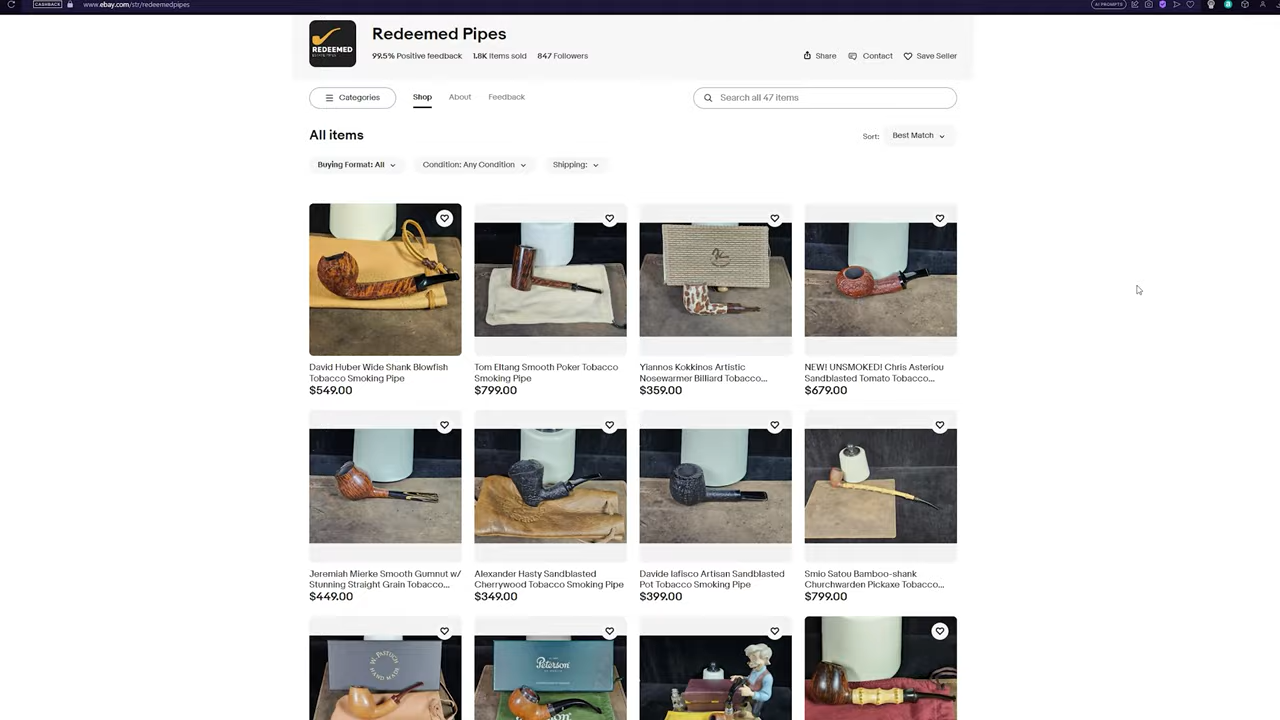 CASHBACK
www.ebay.com/str/redeemedpipes
AI PROMPTS
REDEEMED
Redeemed Pipes
99.5% Positive feedback 1.8K Items sold 847 Followers
Share Contact Save Seller
Categories Shop About Feedback
Search all 47 items
All items
Sort: Best Match
Buying Format: All Condition: Any Condition Shipping:
David Huber Wide Shank Blowfish
Tobacco Smoking Pipe
$549.00
Tom Eltang Smooth Poker Tobacco
Smoking Pipe
$799.00
Yiannos Kokkinos Artistic
Nosewarmer Billiard Tobacco...
$359.00
NEW! UNSMOKED! Chris Asteriou
Sandblasted Tomato Tobacco...
$679.00
Jeremiah Mierke Smooth Gumnut w/
Stunning Straight Grain Tobacco...
$449.00
Alexander Hasty Sandblasted
Cherrywood Tobacco Smoking Pipe
$349.00
Davide Iafisco Artisan Sandblasted
Pot Tobacco Smoking Pipe
$399.00
Smio Satou Bamboo-shank
Churchwarden Pickaxe Tobacco...
$799.00
W. PASTUCH
HAND MADE
Peterson